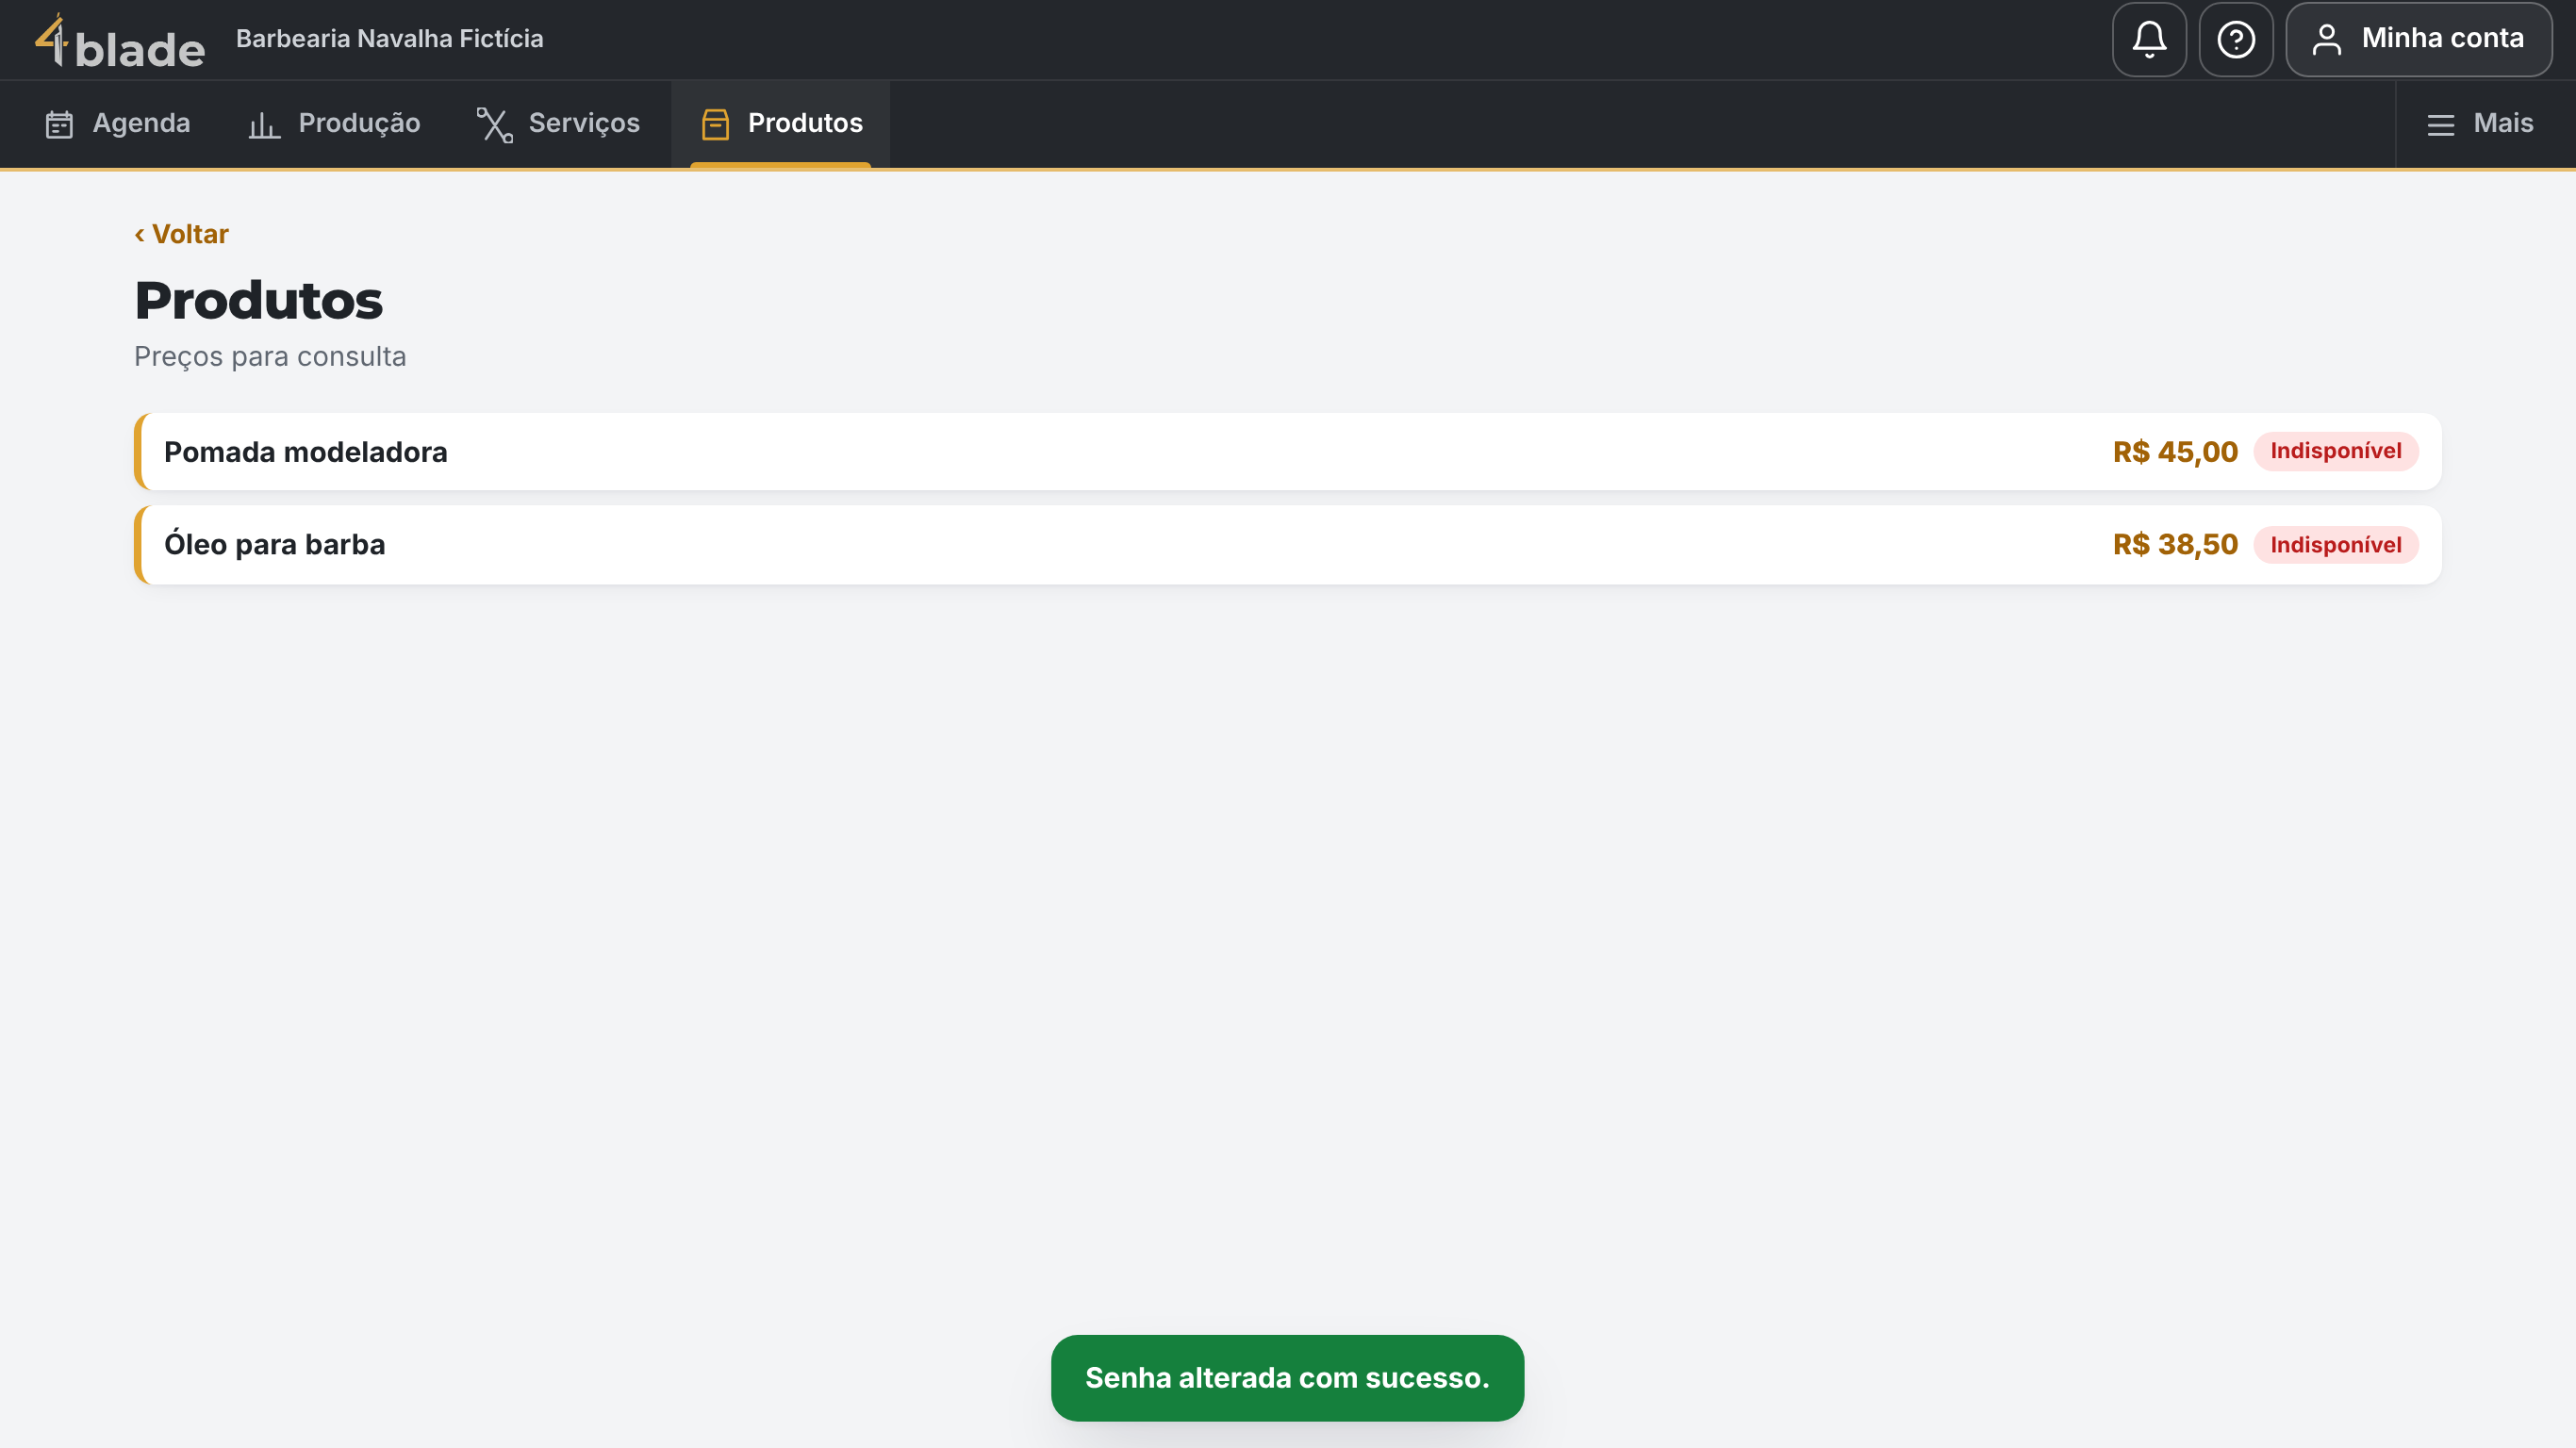 4blade
Barbearia Navalha Fictícia
Minha conta
Agenda
Produção
Serviços
Produtos
Mais
‹ Voltar
Produtos
Preços para consulta
Pomada modeladora R$ 45,00 Indisponível
Óleo para barba R$ 38,50 Indisponível
Senha alterada com sucesso.